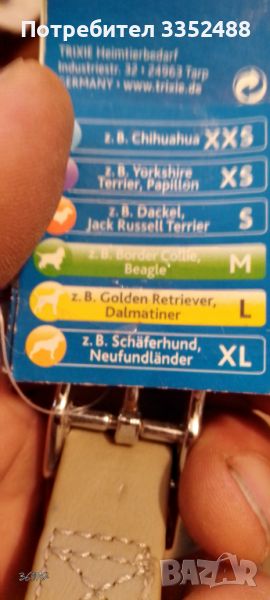 Потребител 3352488
TRIXIE Heimtierbedarf
Industriestr. 32 · 24963 Tarp
GERMANY · www.trixie.de
z. B. Chihuahua XXS
z. B. Yorkshire
Terrier, Papillon XS
z. B. Dackel,
Jack Russell Terrier S
z. B. Border Collie,
Beagle M
z. B. Golden Retriever,
Dalmatiner L
z. B. Schäferhund,
Neufundländer XL
bazar